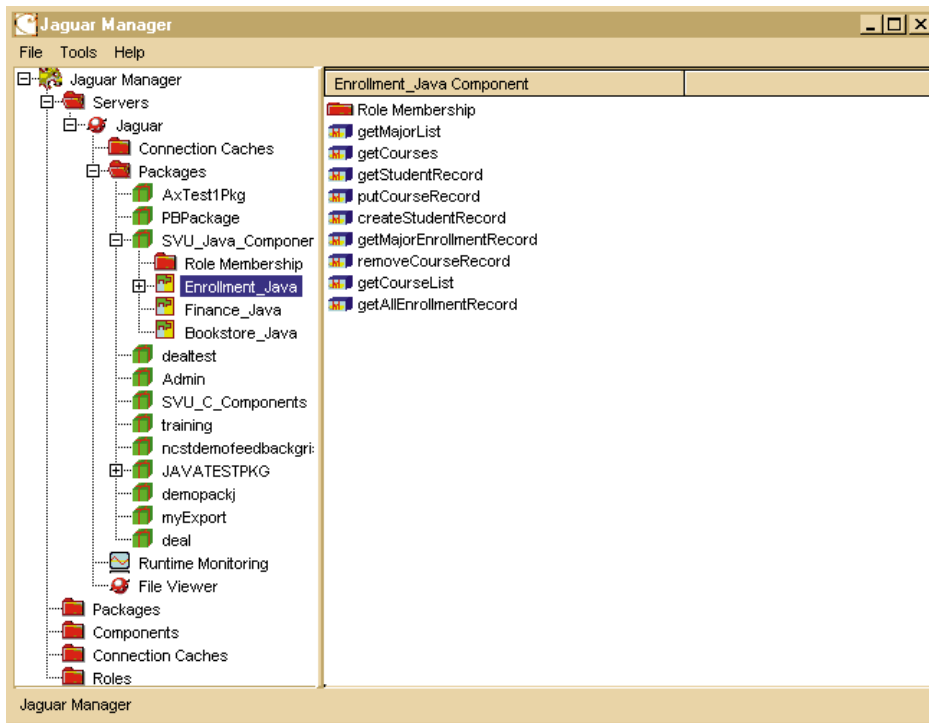 Jaguar Manager
File Tools Help
Jaguar Manager
Servers
Jaguar
Connection Caches
Packages
AxTest1Pkg
PBPackage
SVU_Java_Componer
Role Membership
Enrollment_Java
Finance_Java
Bookstore_Java
dealtest
Admin
SVU_C_Components
training
ncstdemofeedbackgri
JAVATESTPKG
demopackj
myExport
deal
Runtime Monitoring
File Viewer
Packages
Components
Connection Caches
Roles
Enrollment_Java Component
Role Membership
getMajorList
getCourses
getStudentRecord
putCourseRecord
createStudentRecord
getMajorEnrollmentRecord
removeCourseRecord
getCourseList
getAllEnrollmentRecord
Jaguar Manager